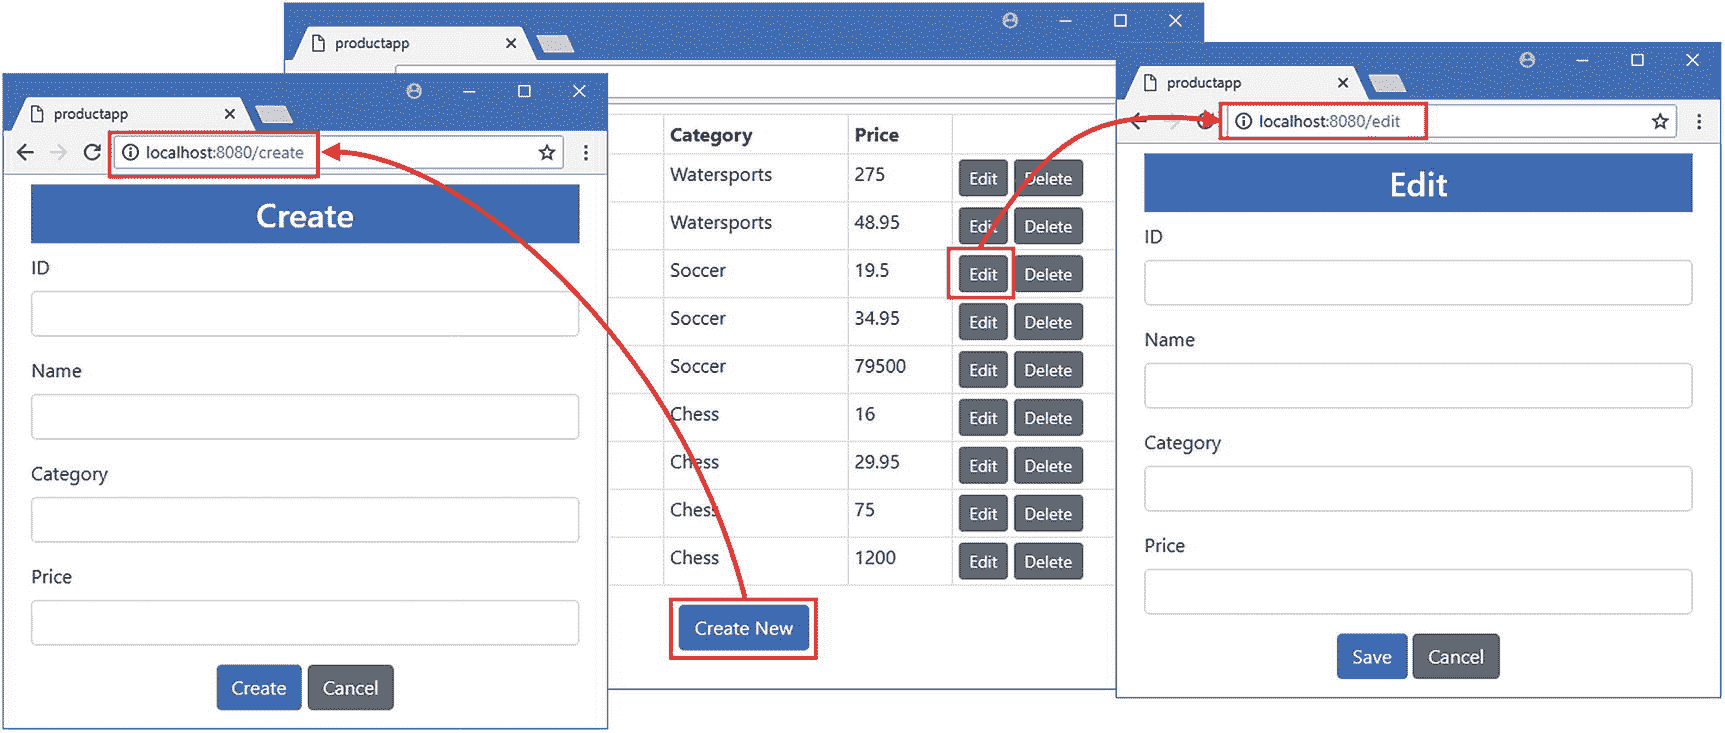 productapp
localhost:8080/create
Create
ID
Name
Category
Price
Create Cancel
productapp
Category Price
Watersports 275 Edit Delete
Watersports 48.95 Edit Delete
Soccer 19.5 Edit Delete
Soccer 34.95 Edit Delete
Soccer 79500 Edit Delete
Chess 16 Edit Delete
Chess 29.95 Edit Delete
Chess 75 Edit Delete
Chess 1200 Edit Delete
Create New
productapp
localhost:8080/edit
Edit
ID
Name
Category
Price
Save Cancel